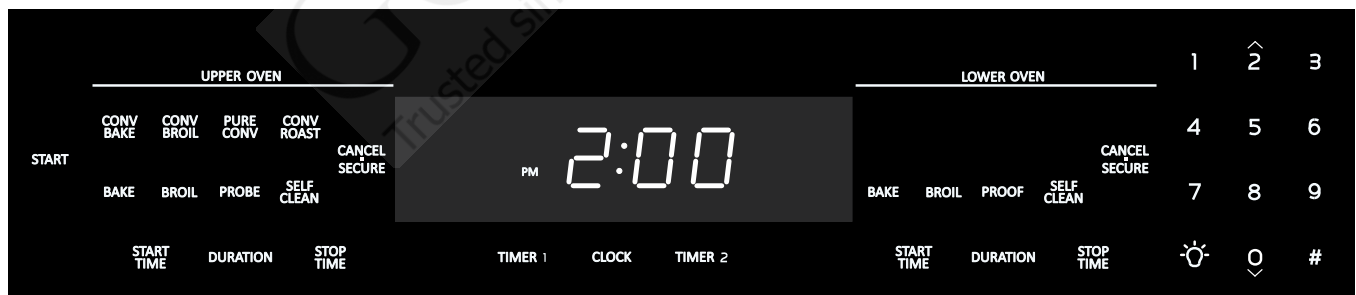 UPPER OVEN
LOWER OVEN
1 2 3
CONV BAKE
CONV BROIL
PURE CONV
CONV ROAST
4 5 6
START
CANCEL
SECURE
PM 2:00
CANCEL
SECURE
BAKE BROIL PROBE SELF CLEAN
BAKE BROIL PROOF SELF CLEAN
7 8 9
START TIME
DURATION
STOP TIME
TIMER 1 CLOCK TIMER 2
START TIME
DURATION
STOP TIME
0 #
Trusted sin